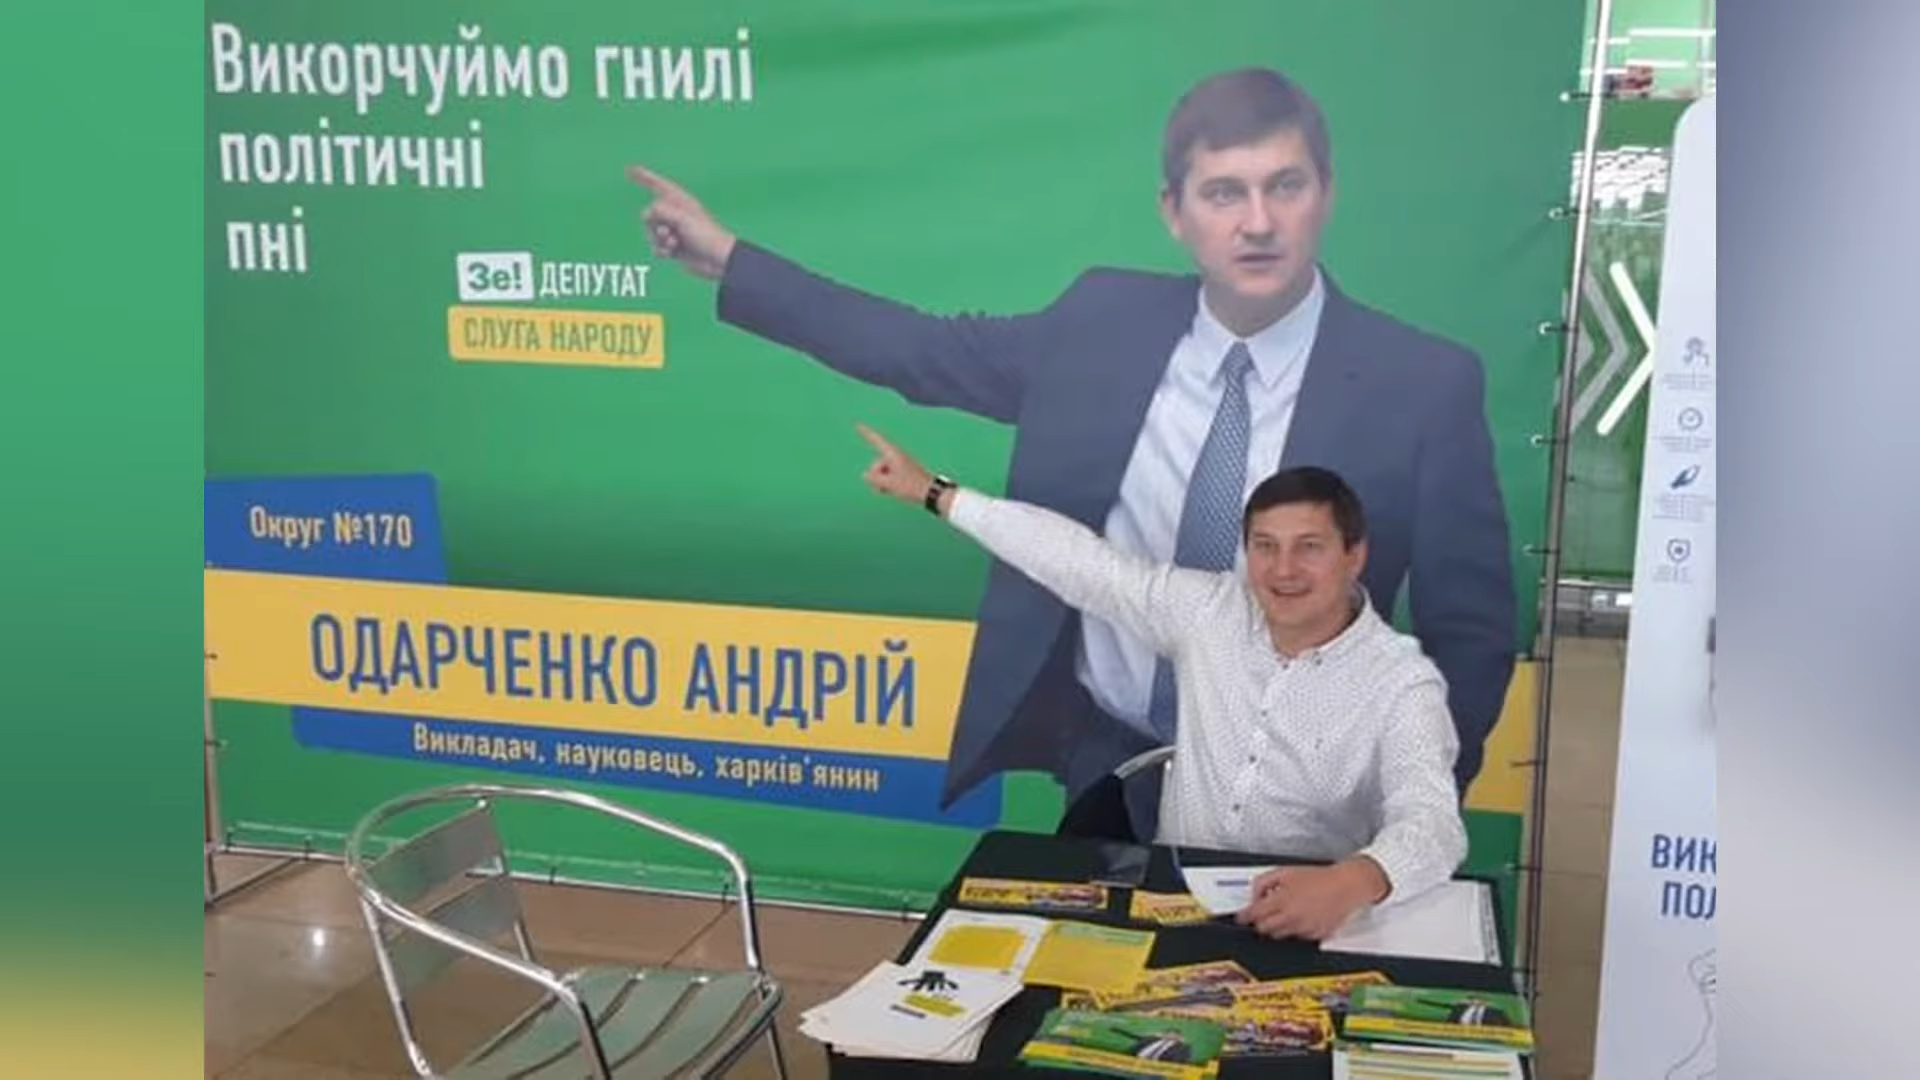 Викорчуймо гнилі
політичні
пні
Зе! ДЕПУТАТ
СЛУГА НАРОДУ
Округ №170
ОДАРЧЕНКО АНДРІЙ
Викладач, науковець, харків'янин
ВИК
ПОЛ